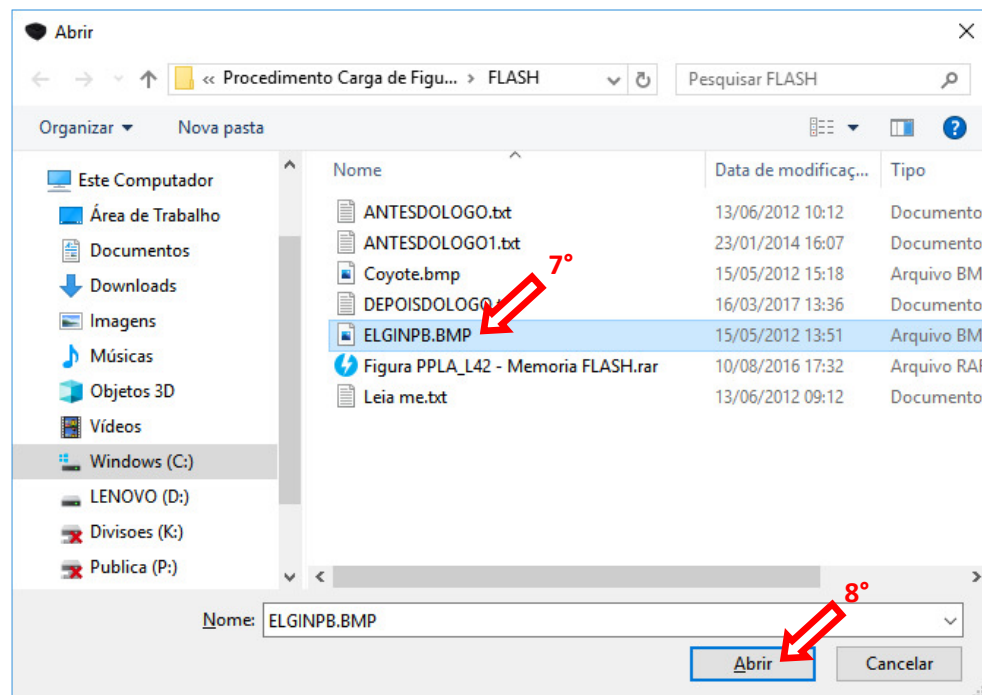 Abrir
« Procedimento Carga de Figu... › FLASH
Pesquisar FLASH
Organizar
Nova pasta
?
Este Computador
Área de Trabalho
Documentos
Downloads
Imagens
Músicas
Objetos 3D
Vídeos
Windows (C:)
LENOVO (D:)
Divisoes (K:)
Publica (P:)
Nome Data de modificaç... Tipo
ANTESDOLOGO.txt 13/06/2012 10:12 Documento
ANTESDOLOGO1.txt 23/01/2014 16:07 Documento
7°
Coyote.bmp 15/05/2012 15:18 Arquivo BM
DEPOISDOLOGO.t 16/03/2017 13:36 Documento
ELGINPB.BMP 15/05/2012 13:51 Arquivo BM
Figura PPLA_L42 - Memoria FLASH.rar 10/08/2016 17:32 Arquivo RAR
Leia me.txt 13/06/2012 09:12 Documento
8°
Nome: ELGINPB.BMP
Abrir Cancelar